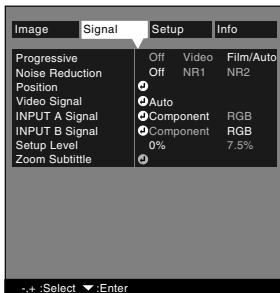 Image Signal Setup Info
Progressive Off Video Film/Auto
Noise Reduction Off NR1 NR2
Position
Video Signal Auto
INPUT A Signal Component RGB
INPUT B Signal Component RGB
Setup Level 0% 7.5%
Zoom Subtittle
-,+ :Select ▼:Enter